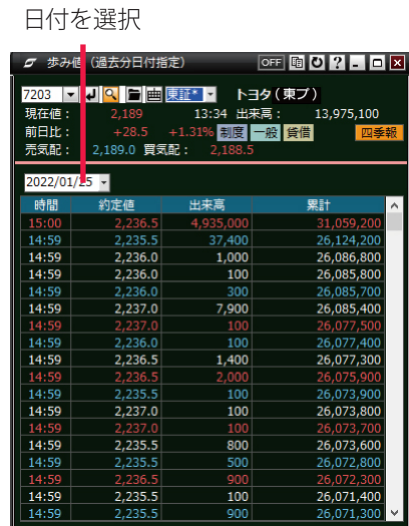 日付を選択
歩み値（過去分日付指定） OFF
7203 東証* トヨタ(東プ)
現在値： 2,189 13:34 出来高： 13,975,100
前日比： +28.5 +1.31% 制度 一般 貸借 四季報
売気配： 2,189.0 買気配： 2,188.5
2022/01/25
時間 約定値 出来高 累計
15:00 2,236.5 4,935,000 31,059,200
14:59 2,235.5 37,400 26,124,200
14:59 2,236.0 1,000 26,086,800
14:59 2,236.0 100 26,085,800
14:59 2,236.0 300 26,085,700
14:59 2,237.0 7,900 26,085,400
14:59 2,237.0 100 26,077,500
14:59 2,236.0 100 26,077,400
14:59 2,236.5 1,400 26,077,300
14:59 2,236.5 2,000 26,075,900
14:59 2,235.5 100 26,073,900
14:59 2,237.0 100 26,073,800
14:59 2,237.0 100 26,073,700
14:59 2,235.5 800 26,073,600
14:59 2,235.5 500 26,072,800
14:59 2,236.5 900 26,072,300
14:59 2,235.5 100 26,071,400
14:59 2,235.5 900 26,071,300